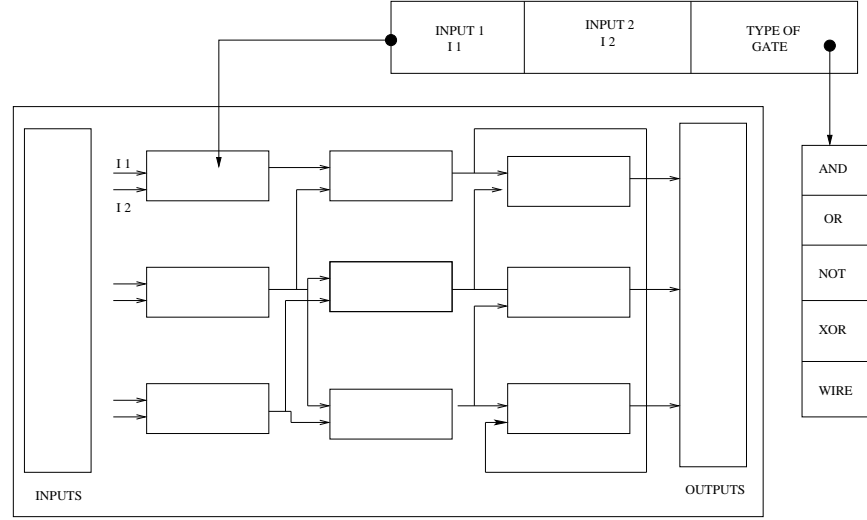 INPUT 1
I 1
INPUT 2
I 2
TYPE OF
GATE
I 1
I 2
AND
OR
NOT
XOR
WIRE
INPUTS
OUTPUTS